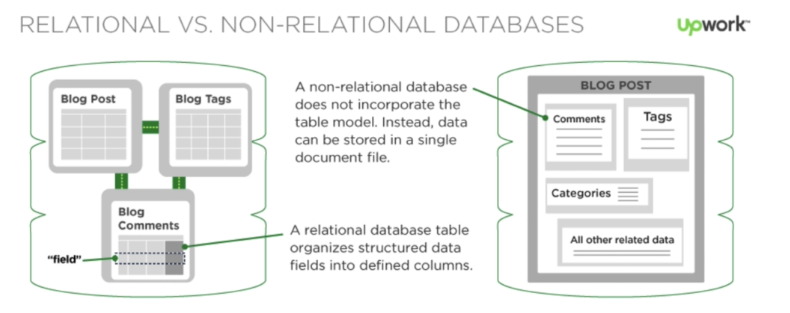 RELATIONAL VS. NON-RELATIONAL DATABASES
Upwork™
Blog Post
Blog Tags
Blog
Comments
"field"
A non-relational database
does not incorporate the
table model. Instead, data
can be stored in a single
document file.
A relational database table
organizes structured data
fields into defined columns.
BLOG POST
Comments
Tags
Categories
All other related data